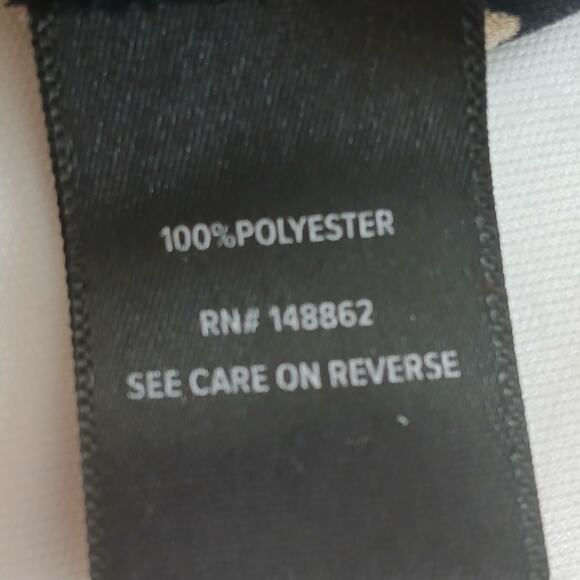 100%POLYESTER
RN# 148862
SEE CARE ON REVERSE